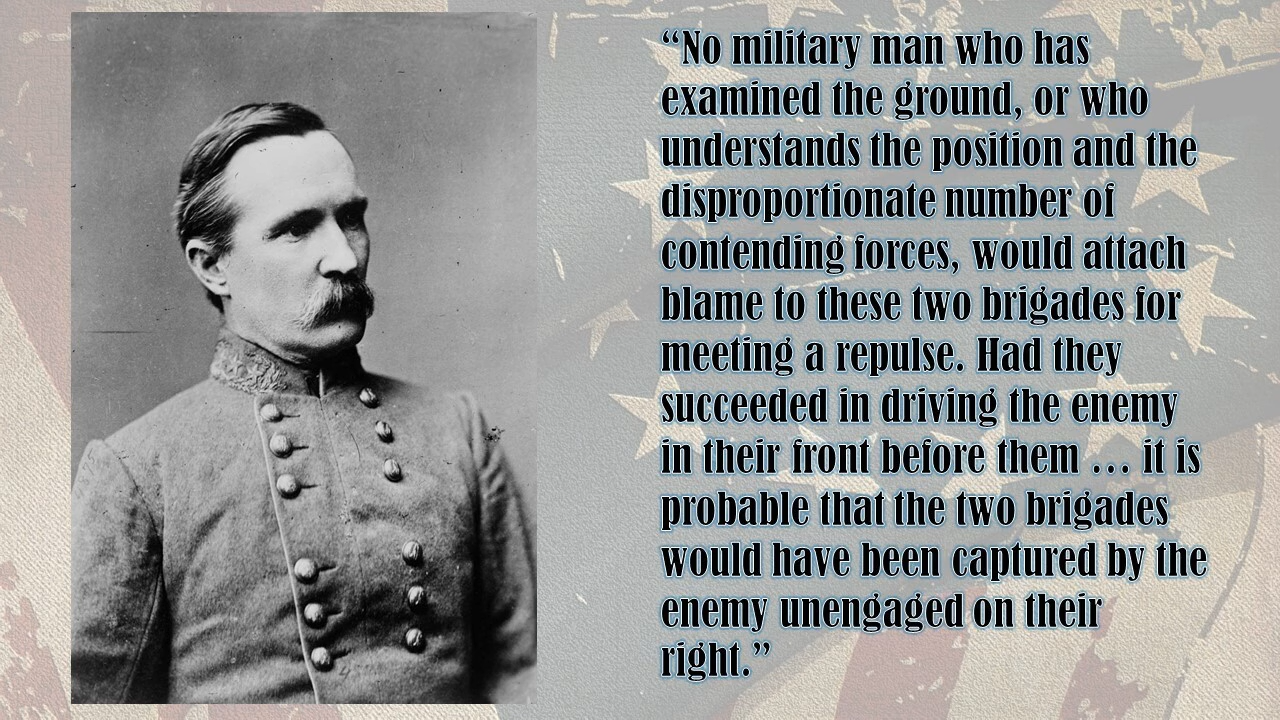 “No military man who has
examined the ground, or who
understands the position and the
disproportionate number of
contending forces, would attach
blame to these two brigades for
meeting a repulse. Had they
succeeded in driving the enemy
in their front before them … it is
probable that the two brigades
would have been captured by the
enemy unengaged on their
right.”